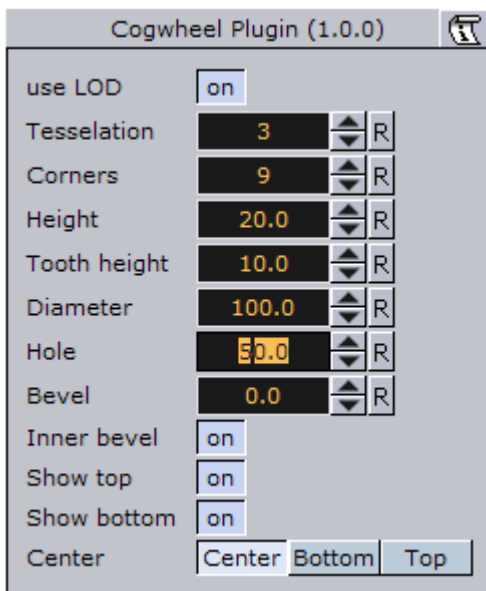 Cogwheel Plugin (1.0.0)
use LOD on
Tesselation 3 R
Corners 9 R
Height 20.0 R
Tooth height 10.0 R
Diameter 100.0 R
Hole 50.0 R
Bevel 0.0 R
Inner bevel on
Show top on
Show bottom on
Center Center Bottom Top